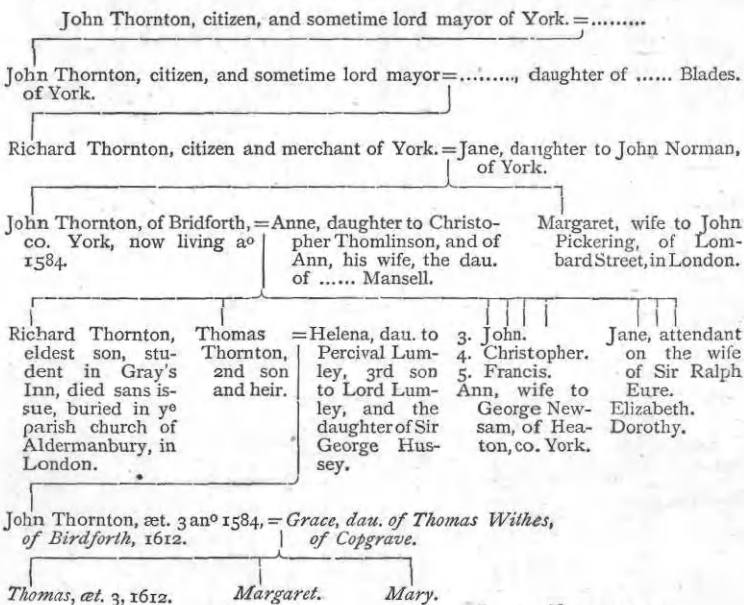 John Thornton, citizen, and sometime lord mayor of York. = .........
John Thornton, citizen, and sometime lord mayor = ........., daughter of ...... Blades.
of York.
Richard Thornton, citizen and merchant of York. = Jane, daughter to John Norman,
of York.
John Thornton, of Bridforth,
co. York, now living aº
1584.
= Anne, daughter to Christo-
pher Thomlinson, and of
Ann, his wife, the dau.
of ...... Mansell.
Margaret, wife to John
Pickering, of Lom-
bard Street, in London.
Richard Thornton,
eldest son, stu-
dent in Gray's
Inn, died sans is-
sue, buried in yᵉ
parish church of
Aldermanbury, in
London.
Thomas
Thornton,
2nd son
and heir.
= Helena, dau. to
Percival Lum-
ley, 3rd son
to Lord Lum-
ley, and the
daughter of Sir
George Hus-
sey.
3. John.
4. Christopher.
5. Francis.
Ann, wife to
George New-
sam, of Hea-
ton, co. York.
Jane, attendant
on the wife
of Sir Ralph
Eure.
Elizabeth.
Dorothy.
John Thornton, æt. 3 anº 1584,
of Birdforth, 1612.
= Grace, dau. of Thomas Withes,
of Copgrave.
Thomas, æt. 3, 1612.
Margaret.
Mary.